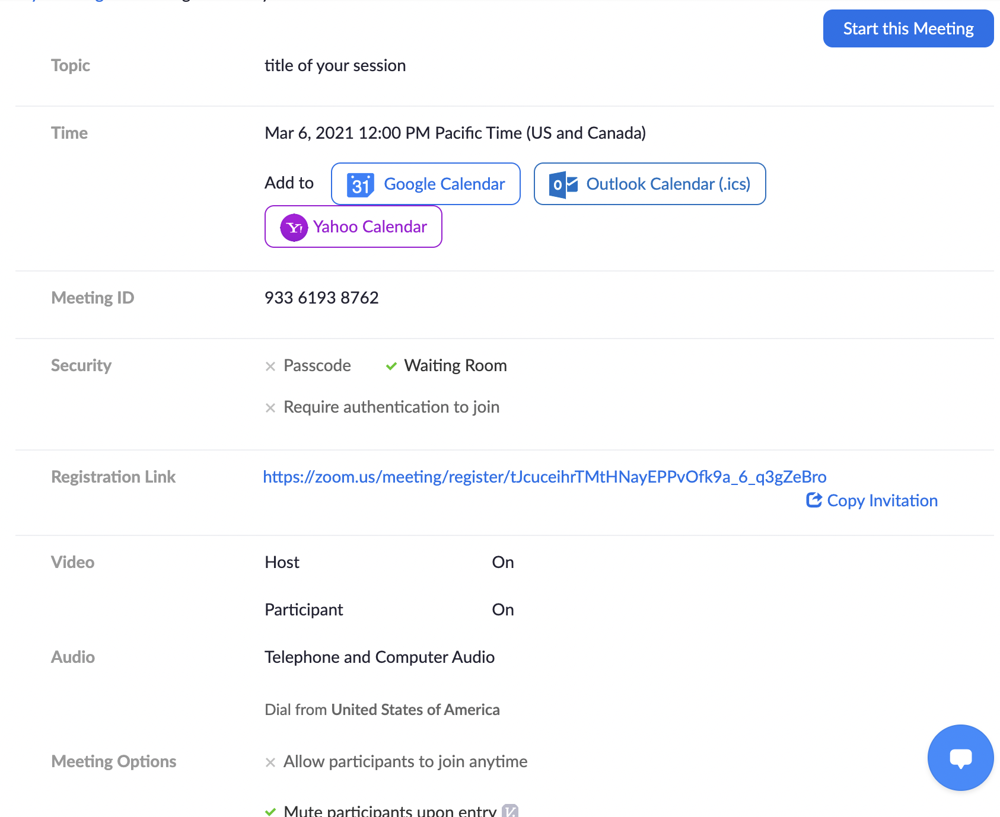 Start this Meeting
Topic title of your session
Time Mar 6, 2021 12:00 PM Pacific Time (US and Canada)
Add to 31 Google Calendar Outlook Calendar (.ics)
Y! Yahoo Calendar
Meeting ID 933 6193 8762
Security Passcode Waiting Room
Require authentication to join
Registration Link https://zoom.us/meeting/register/tJcuceihrTMtHNayEPPvOfk9a_6_q3gZeBro
Copy Invitation
Video Host On
Participant On
Audio Telephone and Computer Audio
Dial from United States of America
Meeting Options Allow participants to join anytime
Mute participants upon entry